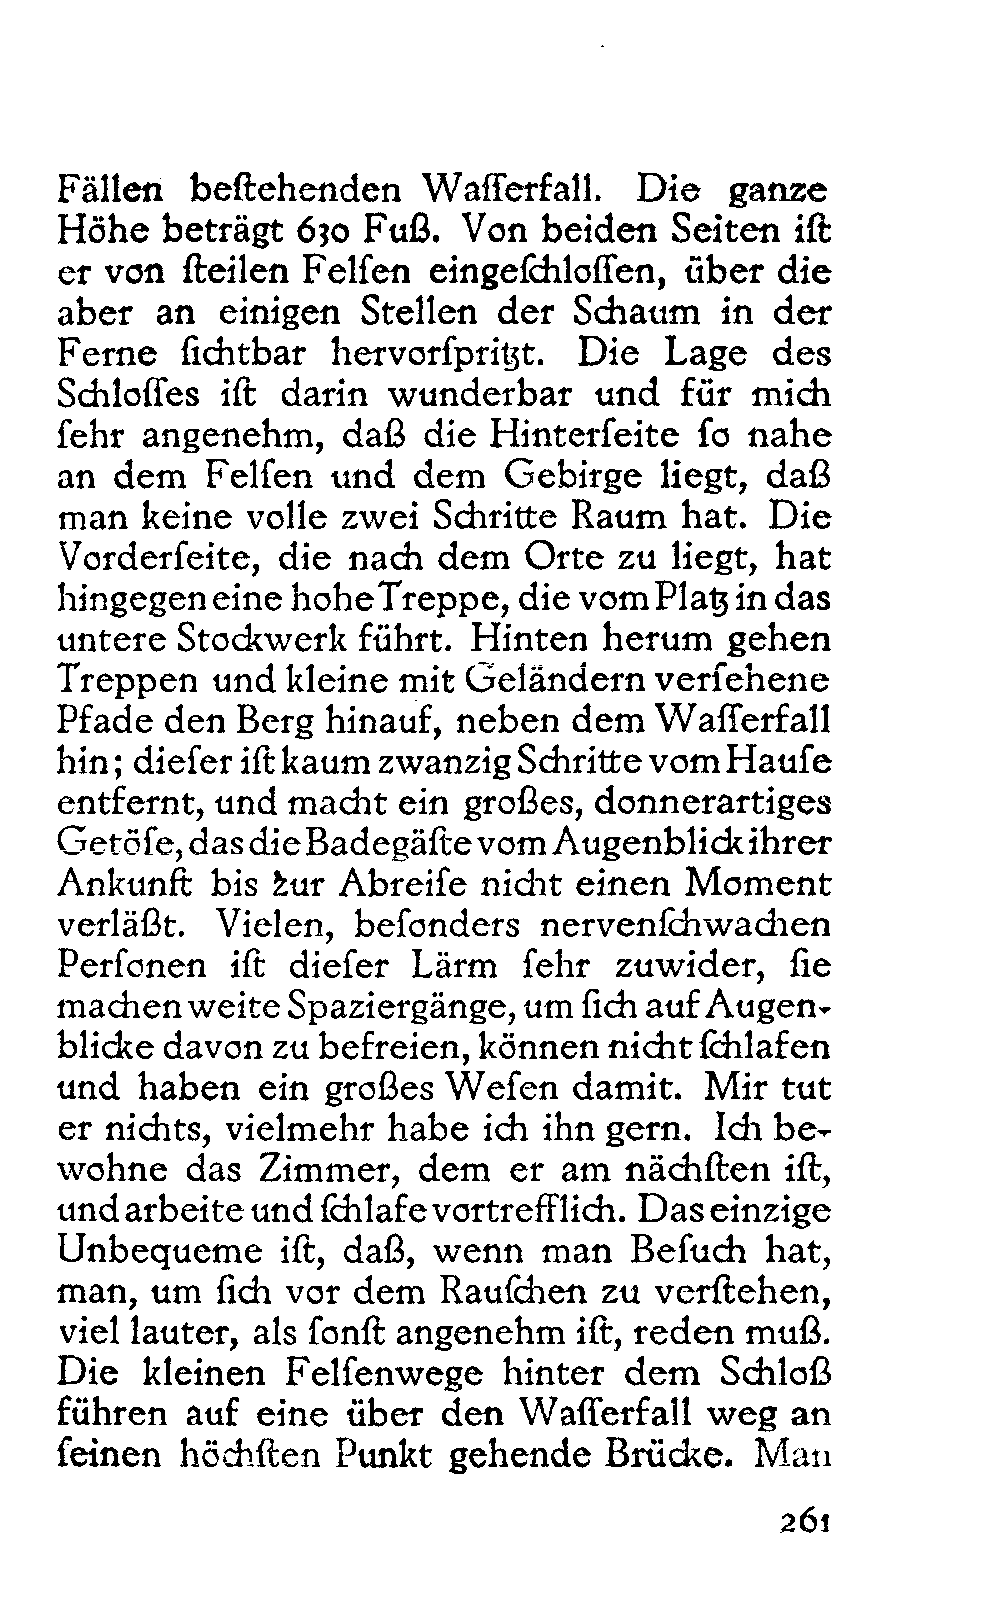 Fällen beſtehenden Waſſerfall. Die ganze
Höhe beträgt 630 Fuß. Von beiden Seiten iſt
er von ſteilen Felſen eingeſchloſſen, über die
aber an einigen Stellen der Schaum in der
Ferne ſichtbar hervorſpritzt. Die Lage des
Schloſſes iſt darin wunderbar und für mich
ſehr angenehm, daß die Hinterſeite ſo nahe
an dem Felſen und dem Gebirge liegt, daß
man keine volle zwei Schritte Raum hat. Die
Vorderſeite, die nach dem Orte zu liegt, hat
hingegen eine hohe Treppe, die vom Platz in das
untere Stockwerk führt. Hinten herum gehen
Treppen und kleine mit Geländern verſehene
Pfade den Berg hinauf, neben dem Waſſerfall
hin; dieſer iſt kaum zwanzig Schritte vom Hauſe
entfernt, und macht ein großes, donnerartiges
Getöſe, das die Badegäſte vom Augenblick ihrer
Ankunft bis zur Abreiſe nicht einen Moment
verläßt. Vielen, beſonders nervenſchwachen
Perſonen iſt dieſer Lärm ſehr zuwider, ſie
machen weite Spaziergänge, um ſich auf Augen-
blicke davon zu befreien, können nicht ſchlafen
und haben ein großes Weſen damit. Mir tut
er nichts, vielmehr habe ich ihn gern. Ich be-
wohne das Zimmer, dem er am nächſten iſt,
und arbeite und ſchlafe vortrefflich. Das einzige
Unbequeme iſt, daß, wenn man Beſuch hat,
man, um ſich vor dem Rauſchen zu verſtehen,
viel lauter, als ſonſt angenehm iſt, reden muß.
Die kleinen Felſenwege hinter dem Schloß
führen auf eine über den Waſſerfall weg an
ſeinen höchſten Punkt gehende Brücke. Man
261